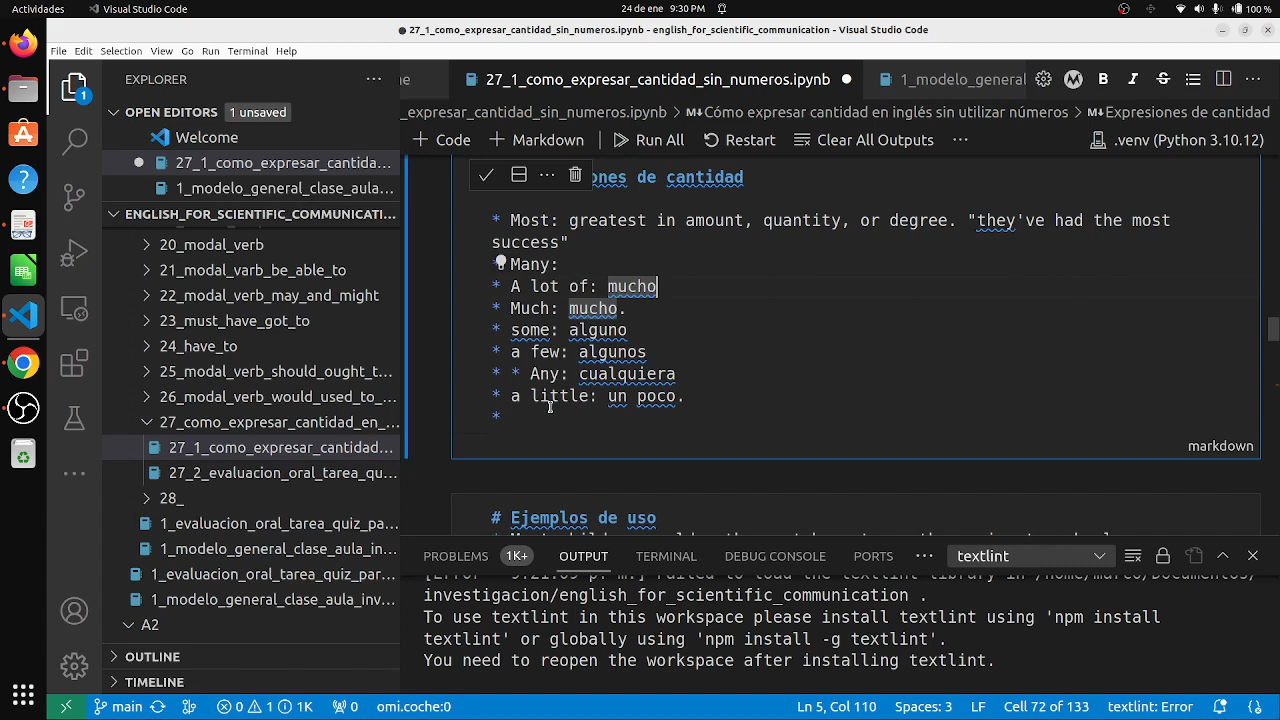 Actividades
VS Visual Studio Code
24 de ene 9:30 PM
100 %
● 27_1_como_expresar_cantidad_sin_numeros.ipynb - english_for_scientific_communication - Visual Studio Code
File Edit Selection View Go Run Terminal Help
EXPLORER
27_1_como_expresar_cantidad_sin_numeros.ipynb
1_modelo_general
OPEN EDITORS 1 unsaved
_expresar_cantidad_sin_numeros.ipynb > Cómo expresar cantidad en inglés sin utilizar números > Expresiones de cantidad
Welcome
+ Code + Markdown Run All Restart Clear All Outputs ... .venv (Python 3.10.12)
27_1_como_expresar_cantida...
1_modelo_general_clase_aula...
ENGLISH_FOR_SCIENTIFIC_COMMUNICATI...
20_modal_verb
21_modal_varb_be_able_to
22_modal_verb_may_and_might
23_must_have_got_to
24_have_to
25_modal_verb_should_ought_t...
26_modal_verb_would_used_to_...
27_como_expresar_cantidad_en_...
27_1_como_expresar_cantidad...
27_2_evaluacion_oral_tarea_qu...
28_
1_evaluacion_oral_tarea_quiz_pa...
1_modelo_general_clase_aula_in...
1_evaluacion_oral_tarea_quiz_par...
1_modelo_general_clase_aula_inv...
A2
OUTLINE
TIMELINE
ones de cantidad
* Most: greatest in amount, quantity, or degree. "they've had the most
success"
Many:
* A lot of: mucho
* Much: mucho.
* some: alguno
* a few: algunos
* * Any: cualquiera
* a little: un poco.
*
markdown
# Ejemplos de uso
PROBLEMS 1K+ OUTPUT TERMINAL DEBUG CONSOLE PORTS ... textlint
investigacion/english_for_scientific_communication .
To use textlint in this workspace please install textlint using 'npm install
textlint' or globally using 'npm install -g textlint'.
You need to reopen the workspace after installing textlint.
main 0 1 1K 0 omi.coche:0 Ln 5, Col 110 Spaces: 3 LF Cell 72 of 133 textlint: Error